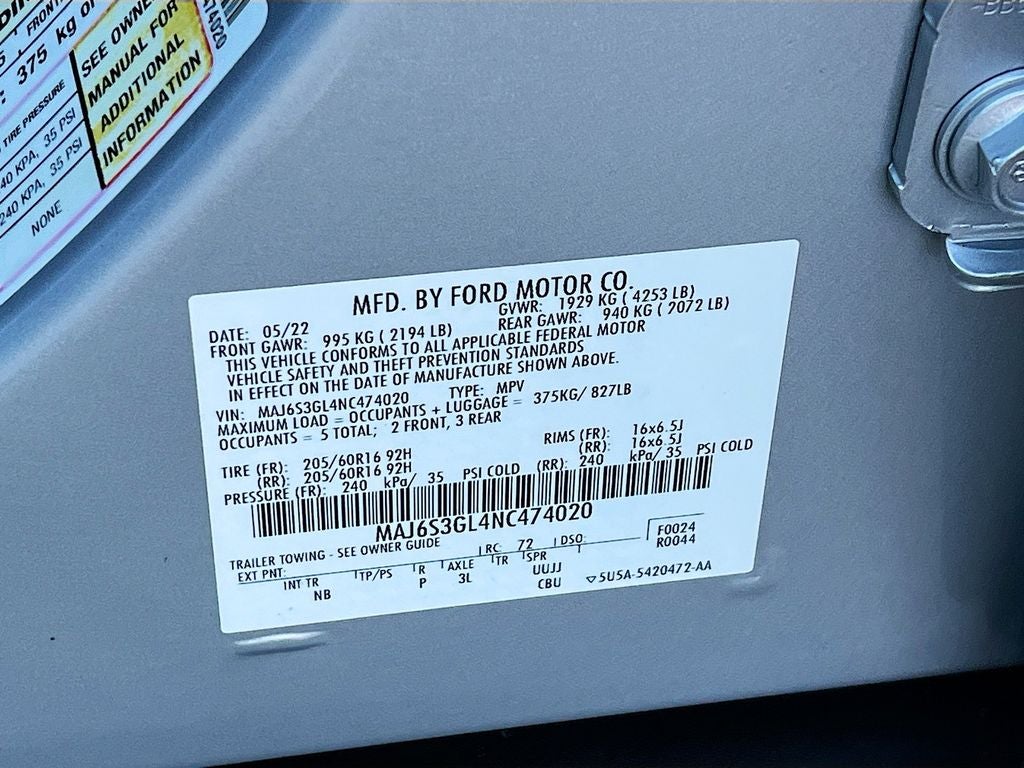 FRONT
375 kg or
TIRE PRESSURE
40 KPA, 35 PSI
240 KPA, 35 PSI
NONE
SEE OWNER
MANUAL FOR
ADDITIONAL
INFORMATION
474020
MFD. BY FORD MOTOR CO.
DATE: 05/22 GVWR: 1929 KG ( 4253 LB)
FRONT GAWR: 995 KG ( 2194 LB) REAR GAWR: 940 KG ( 7072 LB)
THIS VEHICLE CONFORMS TO ALL APPLICABLE FEDERAL MOTOR
VEHICLE SAFETY AND THEFT PREVENTION STANDARDS
IN EFFECT ON THE DATE OF MANUFACTURE SHOWN ABOVE.
VIN: MAJ6S3GL4NC474020 TYPE: MPV
MAXIMUM LOAD = OCCUPANTS + LUGGAGE = 375KG/ 827LB
OCCUPANTS = 5 TOTAL; 2 FRONT, 3 REAR
TIRE (FR): 205/60R16 92H RIMS (FR): 16x6.5J
(RR): 205/60R16 92H (RR): 16x6.5J
PRESSURE (FR): 240 kPa/ 35 PSI COLD (RR): 240 kPa/ 35 PSI COLD
MAJ6S3GL4NC474020
TRAILER TOWING - SEE OWNER GUIDE
EXT PNT: RC: 72 DSO: F0024
R0044
INT TR TP/PS R AXLE TR SPR
NB P 3L UUJJ
CBU
5U5A-5420472-AA